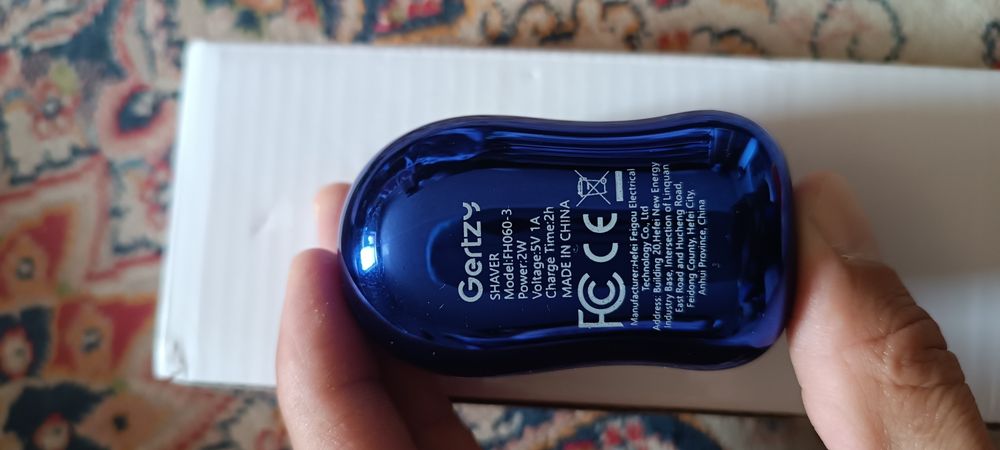 Gertzy
SHAVER
Model:FH060-3
Power:2W
Voltage:5V 1A
Charge Time:2h
MADE IN CHINA
FC CE
Manufacturer:Hefei Feigou Electrical
Technology Co., Ltd
Address: Building 20,Hefei New Energy
Industry Base, Intersection of Linquan
East Road and Hucheng Road,
Feidong County, Hefei City,
Anhui Province, China